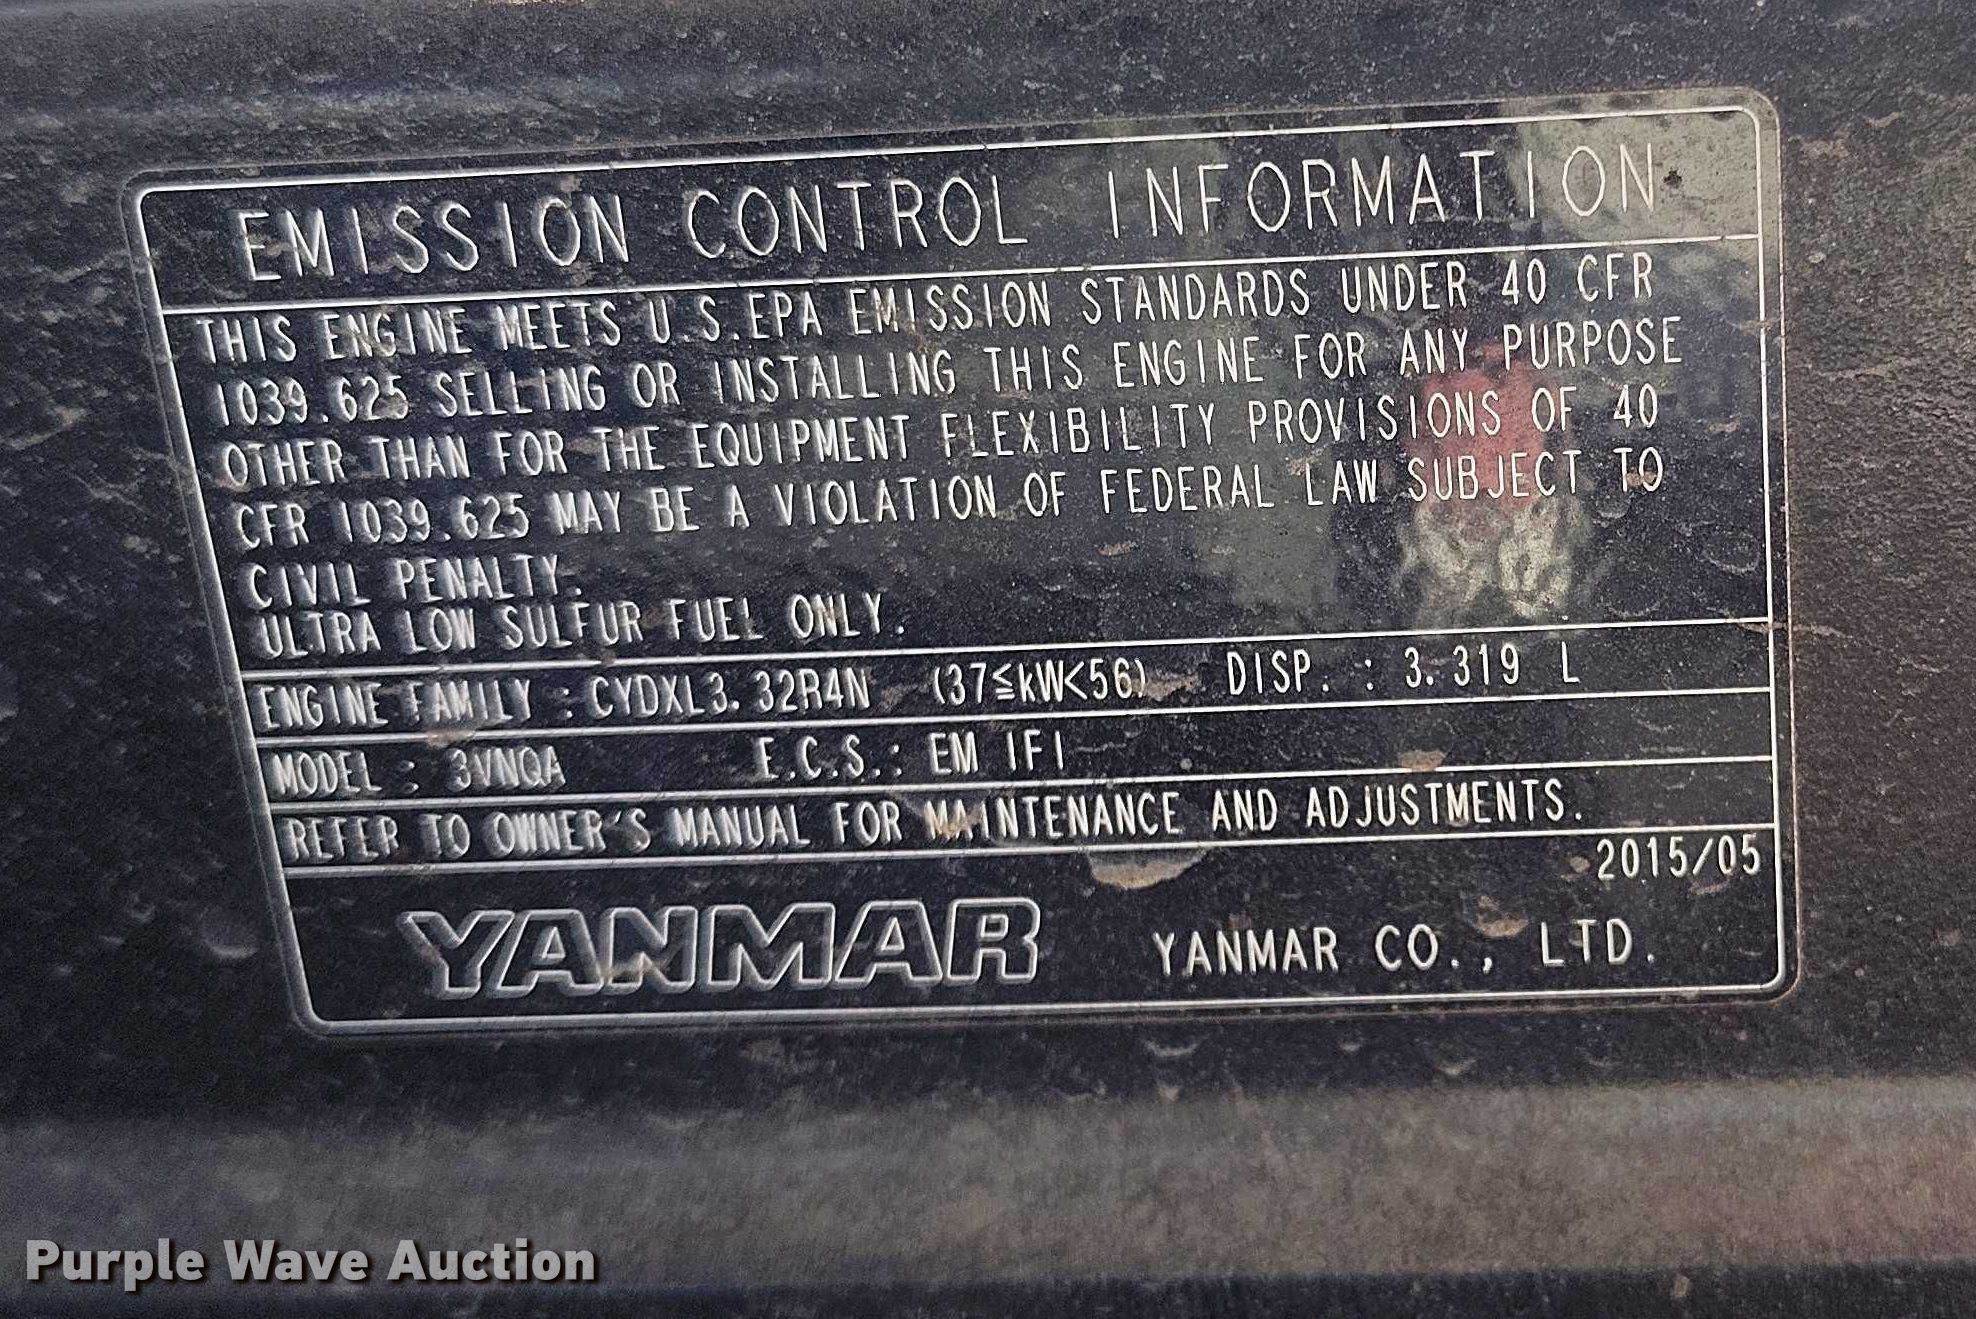 EMISSION CONTROL INFORMATION
THIS ENGINE MEETS U.S.EPA EMISSION STANDARDS UNDER 40 CFR
1039.625 SELLING OR INSTALLING THIS ENGINE FOR ANY PURPOSE
OTHER THAN FOR THE EQUIPMENT FLEXIBILITY PROVISIONS OF 40
CFR 1039.625 MAY BE A VIOLATION OF FEDERAL LAW SUBJECT TO
CIVIL PENALTY.
ULTRA LOW SULFUR FUEL ONLY.
ENGINE FAMILY : CYDXL3.32R4N (37≦kW<56) DISP. : 3.319 L
MODEL : 3VNQA E.C.S.: EM IFI
REFER TO OWNER'S MANUAL FOR MAINTENANCE AND ADJUSTMENTS.
2015/05
YANMAR YANMAR CO., LTD.
Purple Wave Auction